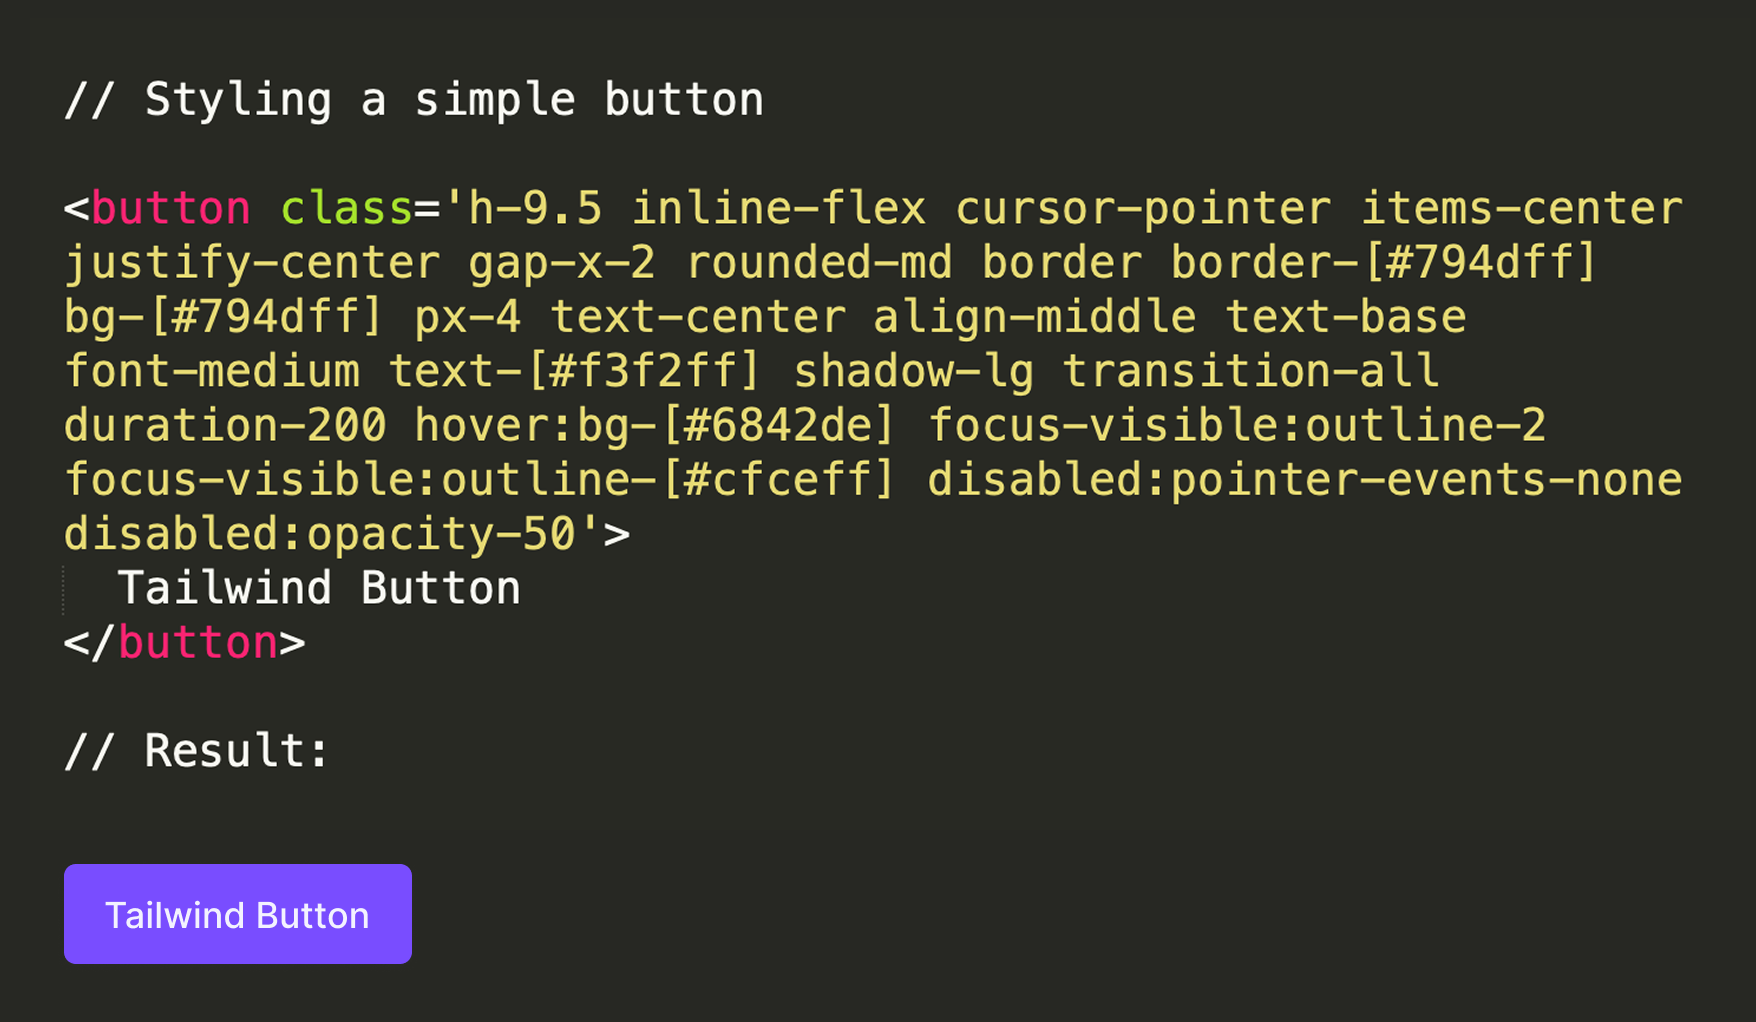 // Styling a simple button
<button class='h-9.5 inline-flex cursor-pointer items-center
justify-center gap-x-2 rounded-md border border-[#794dff]
bg-[#794dff] px-4 text-center align-middle text-base
font-medium text-[#f3f2ff] shadow-lg transition-all
duration-200 hover:bg-[#6842de] focus-visible:outline-2
focus-visible:outline-[#cfceff] disabled:pointer-events-none
disabled:opacity-50'>
Tailwind Button
</button>
// Result:
Tailwind Button